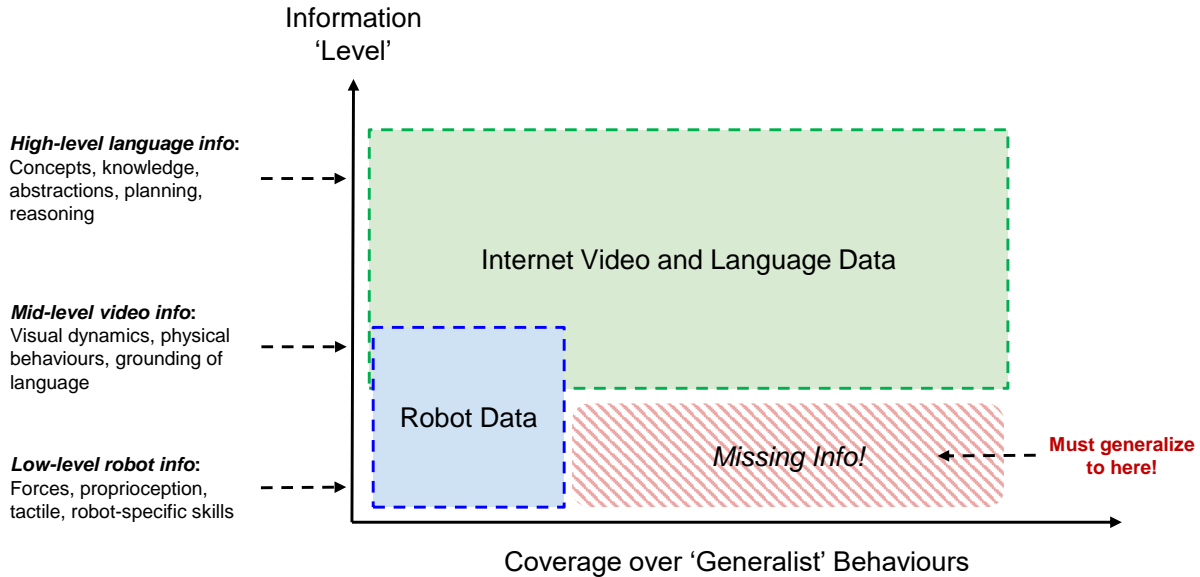 Information
‘Level’
High-level language info:
Concepts, knowledge,
abstractions, planning,
reasoning
Internet Video and Language Data
Mid-level video info:
Visual dynamics, physical
behaviours, grounding of
language
Robot Data
Missing Info!
Must generalize
to here!
Low-level robot info:
Forces, proprioception,
tactile, robot-specific skills
Coverage over ‘Generalist’ Behaviours